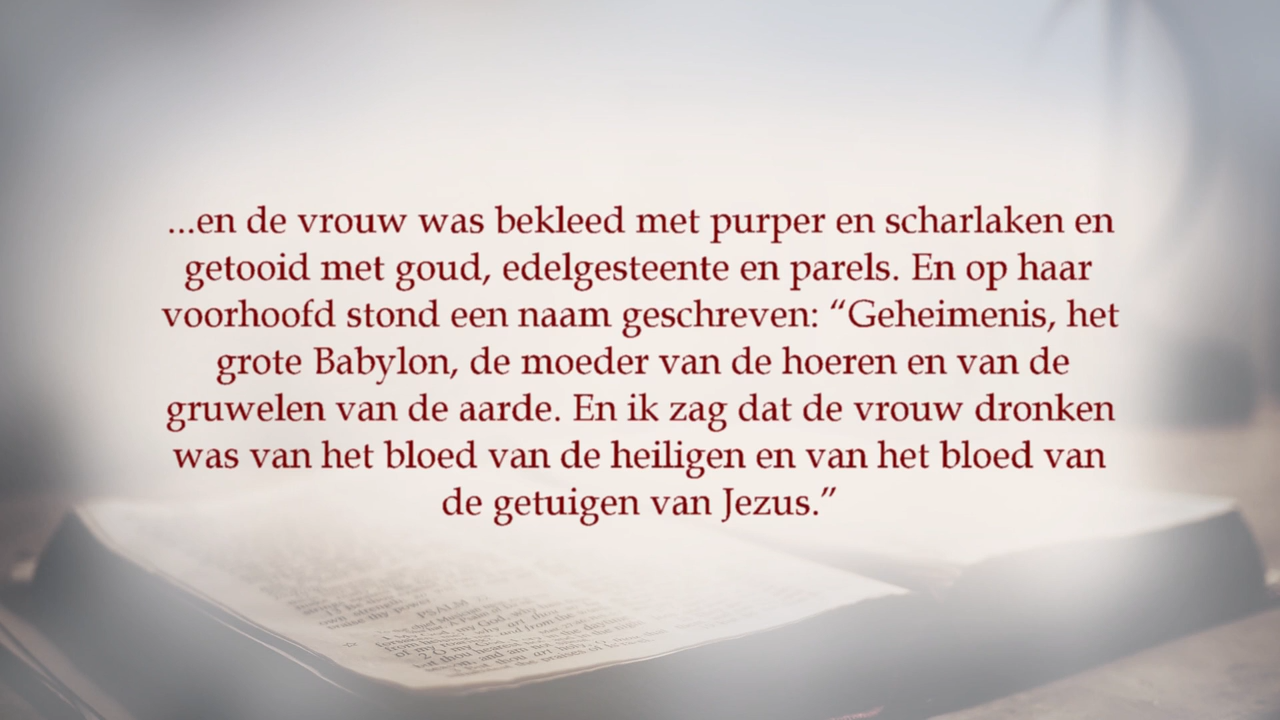 ...en de vrouw was bekleed met purper en scharlaken en
getooid met goud, edelgesteente en parels. En op haar
voorhoofd stond een naam geschreven: “Geheimenis, het
grote Babylon, de moeder van de hoeren en van de
gruwelen van de aarde. En ik zag dat de vrouw dronken
was van het bloed van de heiligen en van het bloed van
de getuigen van Jezus.”
PSALM